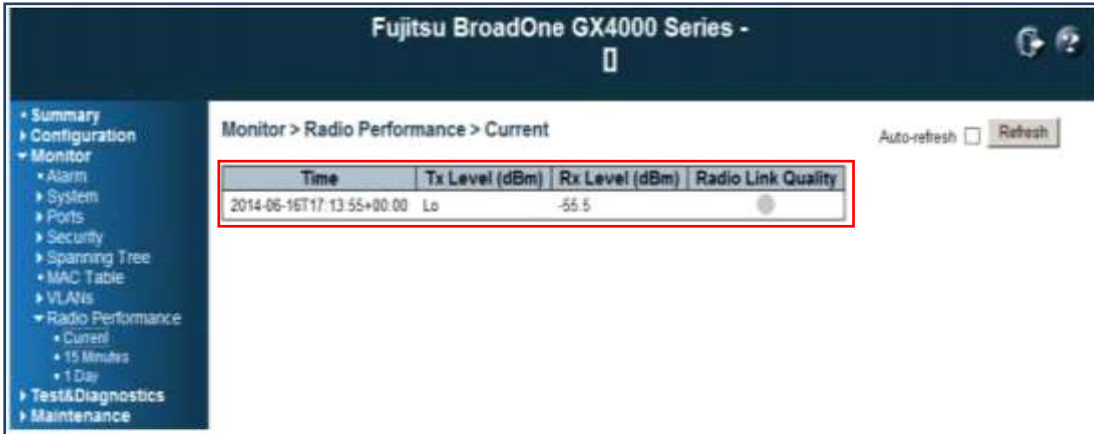 Fujitsu BroadOne GX4000 Series -
[]
Summary
Configuration
Monitor
Alarm
System
Ports
Security
Spanning Tree
MAC Table
VLANs
Radio Performance
Current
15 Minutes
1 Day
Test&Diagnostics
Maintenance
Monitor > Radio Performance > Current
Auto-refresh Refresh
Time Tx Level (dBm) Rx Level (dBm) Radio Link Quality
2014-06-16T17:13:55+00:00 Lo -55.5